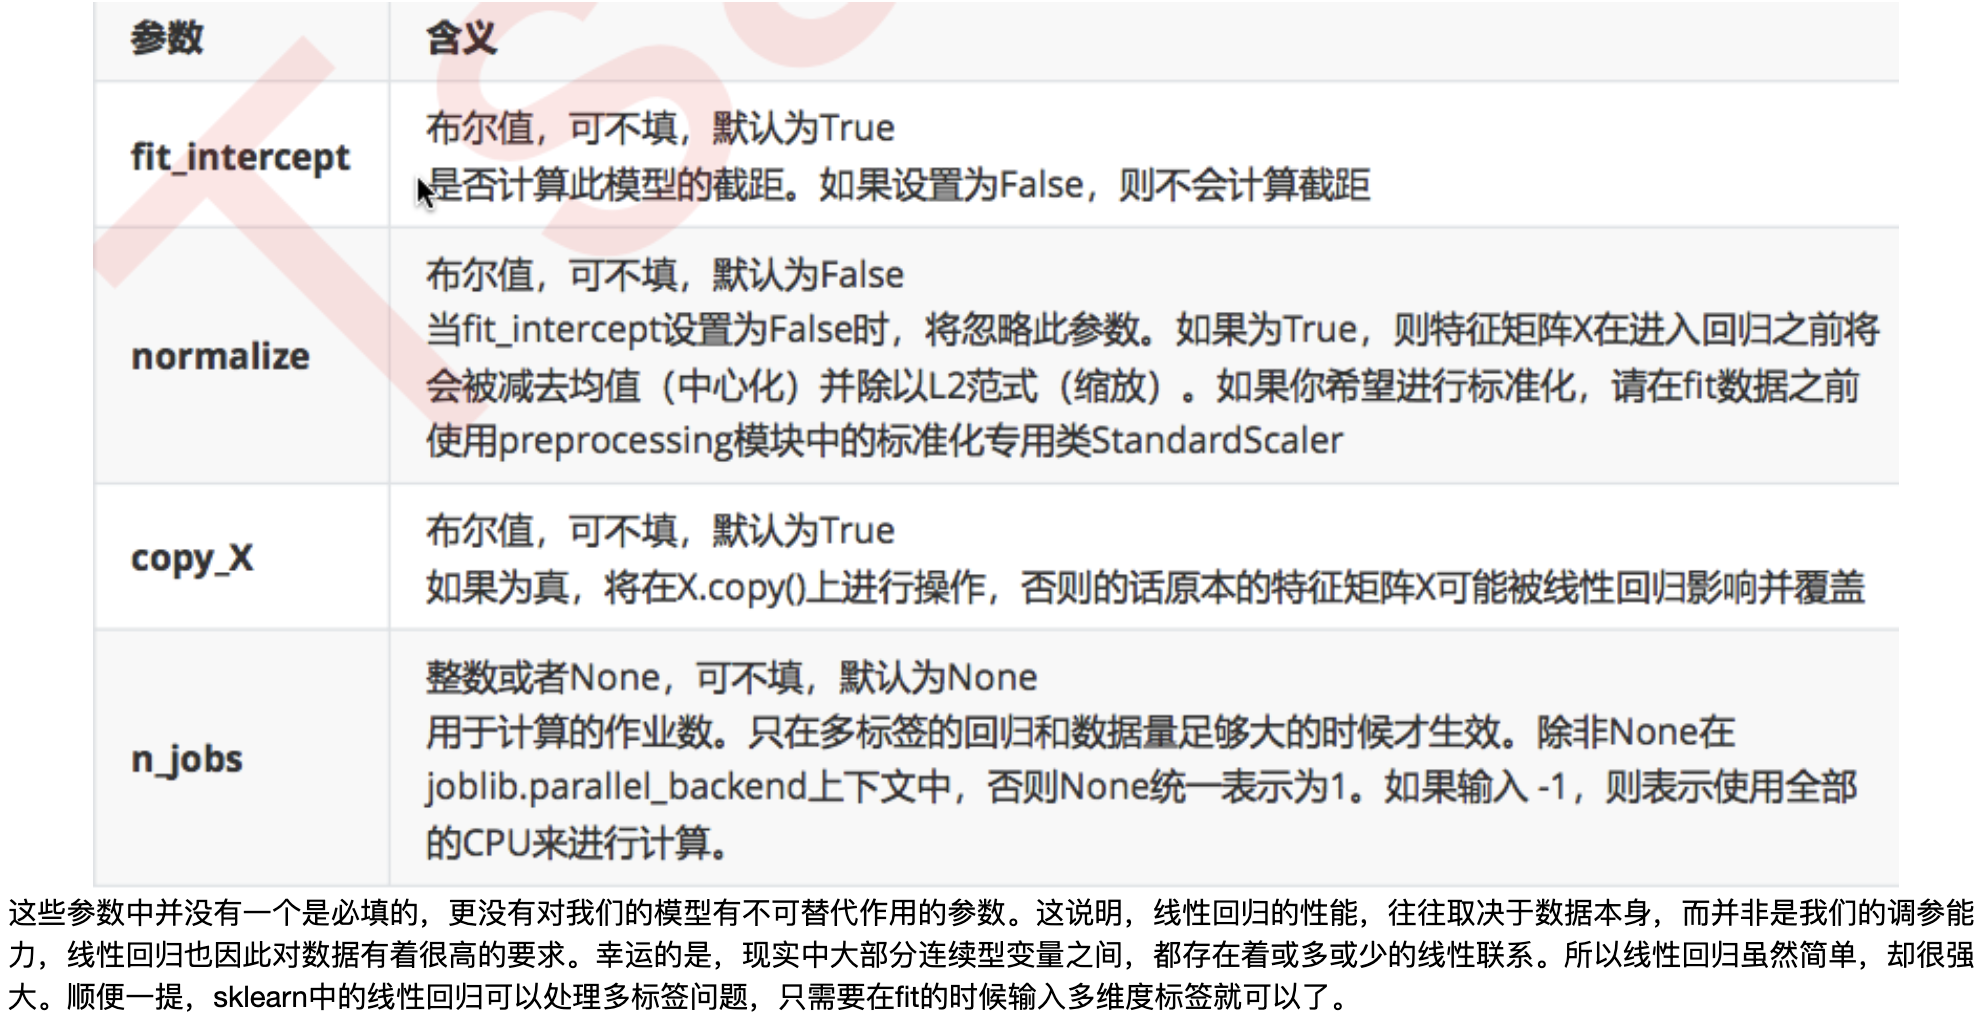 参数 含义
fit_intercept
布尔值，可不填，默认为True
是否计算此模型的截距。如果设置为False，则不会计算截距
normalize
布尔值，可不填，默认为False
当fit_intercept设置为False时，将忽略此参数。如果为True，则特征矩阵X在进入回归之前将
会被减去均值（中心化）并除以L2范式（缩放）。如果你希望进行标准化，请在fit数据之前
使用preprocessing模块中的标准化专用类StandardScaler
copy_X
布尔值，可不填，默认为True
如果为真，将在X.copy()上进行操作，否则的话原本的特征矩阵X可能被线性回归影响并覆盖
n_jobs
整数或者None，可不填，默认为None
用于计算的作业数。只在多标签的回归和数据量足够大的时候才生效。除非None在
joblib.parallel_backend上下文中，否则None统一表示为1。如果输入 -1，则表示使用全部
的CPU来进行计算。
这些参数中并没有一个是必填的，更没有对我们的模型有不可替代作用的参数。这说明，线性回归的性能，往往取决于数据本身，而并非是我们的调参能
力，线性回归也因此对数据有着很高的要求。幸运的是，现实中大部分连续型变量之间，都存在着或多或少的线性联系。所以线性回归虽然简单，却很强
大。顺便一提，sklearn中的线性回归可以处理多标签问题，只需要在fit的时候输入多维度标签就可以了。